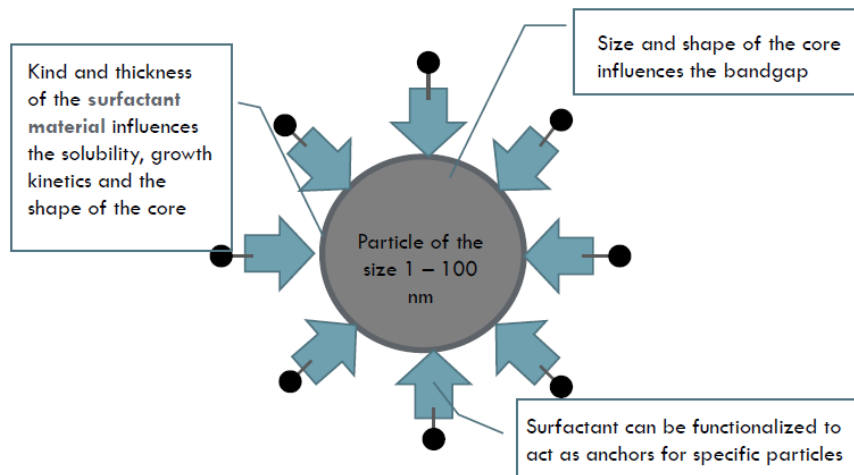 Size and shape of the core
influences the bandgap
Kind and thickness
of the surfactant
material influences
the solubility, growth
kinetics and the
shape of the core
Particle of the
size 1 – 100
nm
Surfactant can be functionalized to
act as anchors for specific particles